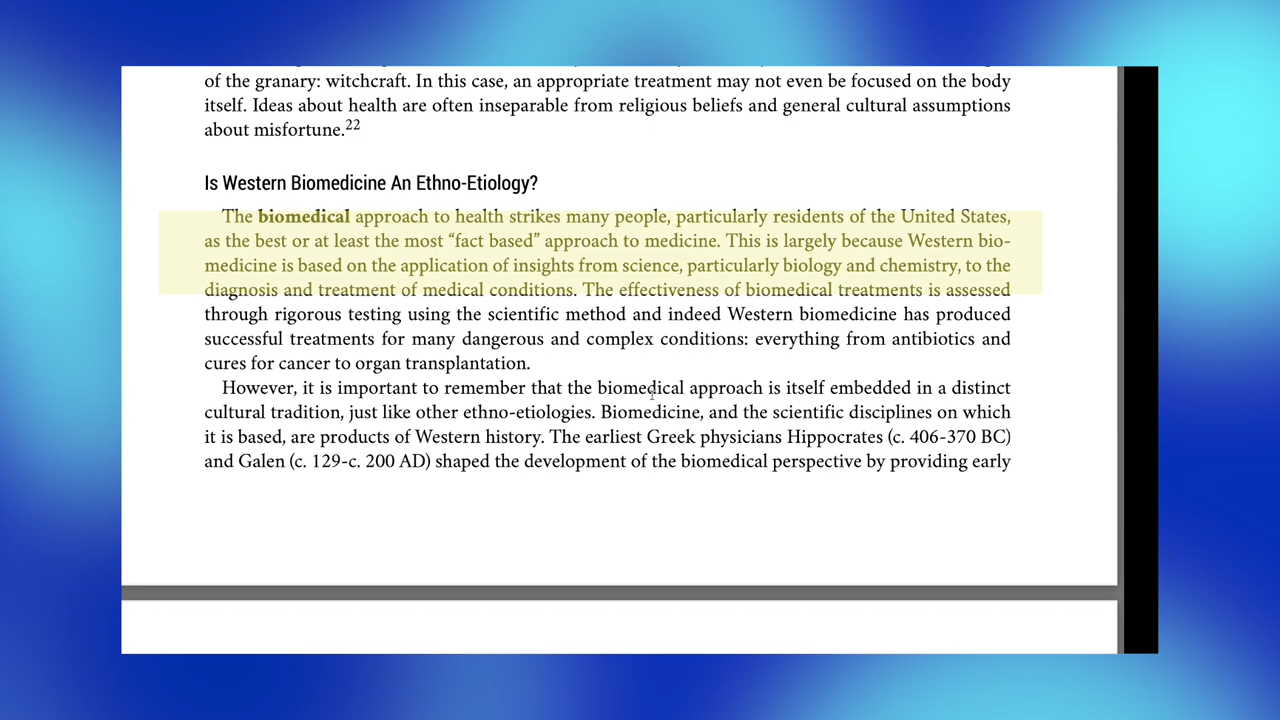 of the granary: witchcraft. In this case, an appropriate treatment may not even be focused on the body
itself. Ideas about health are often inseparable from religious beliefs and general cultural assumptions
about misfortune.22
Is Western Biomedicine An Ethno-Etiology?
The biomedical approach to health strikes many people, particularly residents of the United States,
as the best or at least the most “fact based” approach to medicine. This is largely because Western bio-
medicine is based on the application of insights from science, particularly biology and chemistry, to the
diagnosis and treatment of medical conditions. The effectiveness of biomedical treatments is assessed
through rigorous testing using the scientific method and indeed Western biomedicine has produced
successful treatments for many dangerous and complex conditions: everything from antibiotics and
cures for cancer to organ transplantation.
However, it is important to remember that the biomedical approach is itself embedded in a distinct
cultural tradition, just like other ethno-etiologies. Biomedicine, and the scientific disciplines on which
it is based, are products of Western history. The earliest Greek physicians Hippocrates (c. 406-370 BC)
and Galen (c. 129-c. 200 AD) shaped the development of the biomedical perspective by providing early